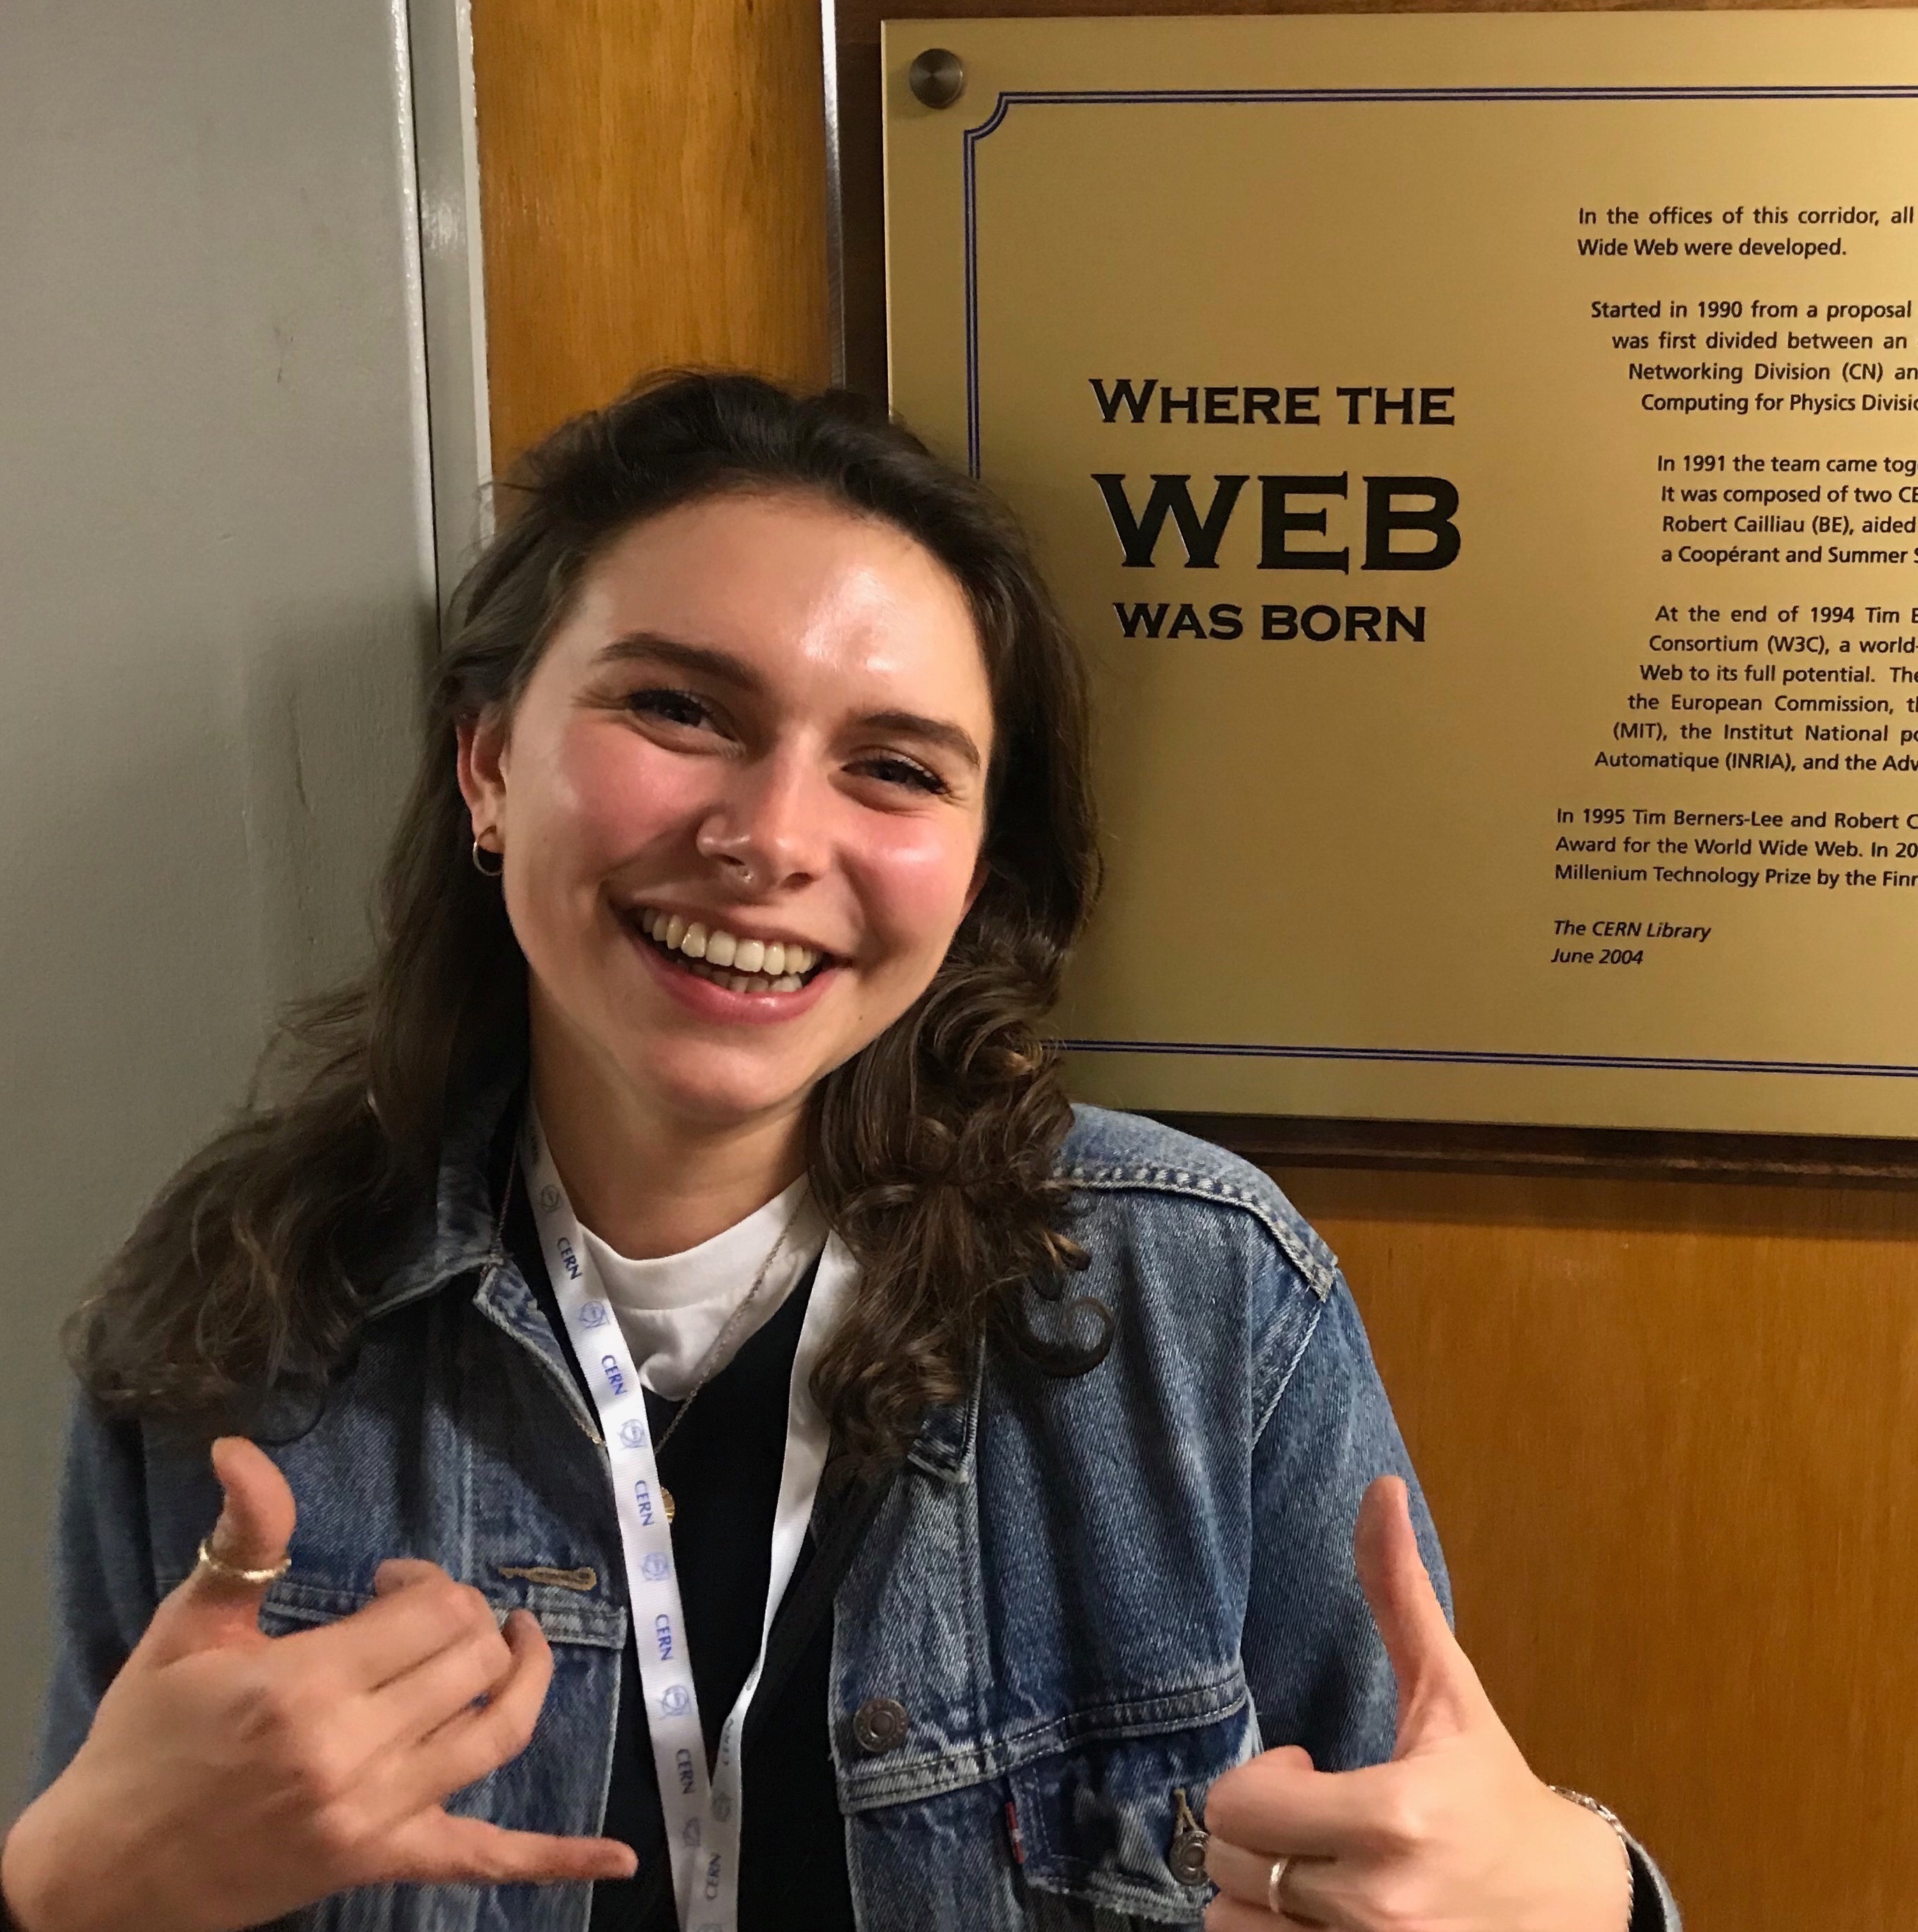 WHERE THE
WEB
WAS BORN
In the offices of this corridor, all
Wide Web were developed.
Started in 1990 from a proposal
was first divided between an
Networking Division (CN) an
Computing for Physics Divisio
In 1991 the team came tog
It was composed of two CE
Robert Cailliau (BE), aided
a Coopérant and Summer S
At the end of 1994 Tim B
Consortium (W3C), a world-
Web to its full potential. The
the European Commission, th
(MIT), the Institut National po
Automatique (INRIA), and the Adv
In 1995 Tim Berners-Lee and Robert C
Award for the World Wide Web. In 20
Millenium Technology Prize by the Finn
The CERN Library
June 2004
CERN
CERN
CERN
CERN
CERN
CERN
CERN